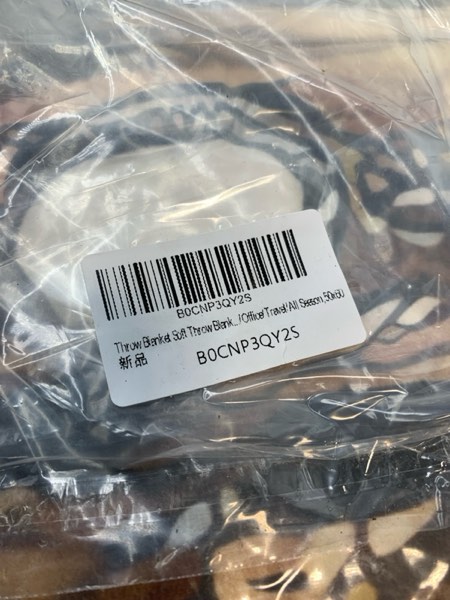 B0CNP3QY2S
Throw Blanket Soft Throw Blank.../Office/Travel/All Season,50x60
新品
B0CNP3QY2S